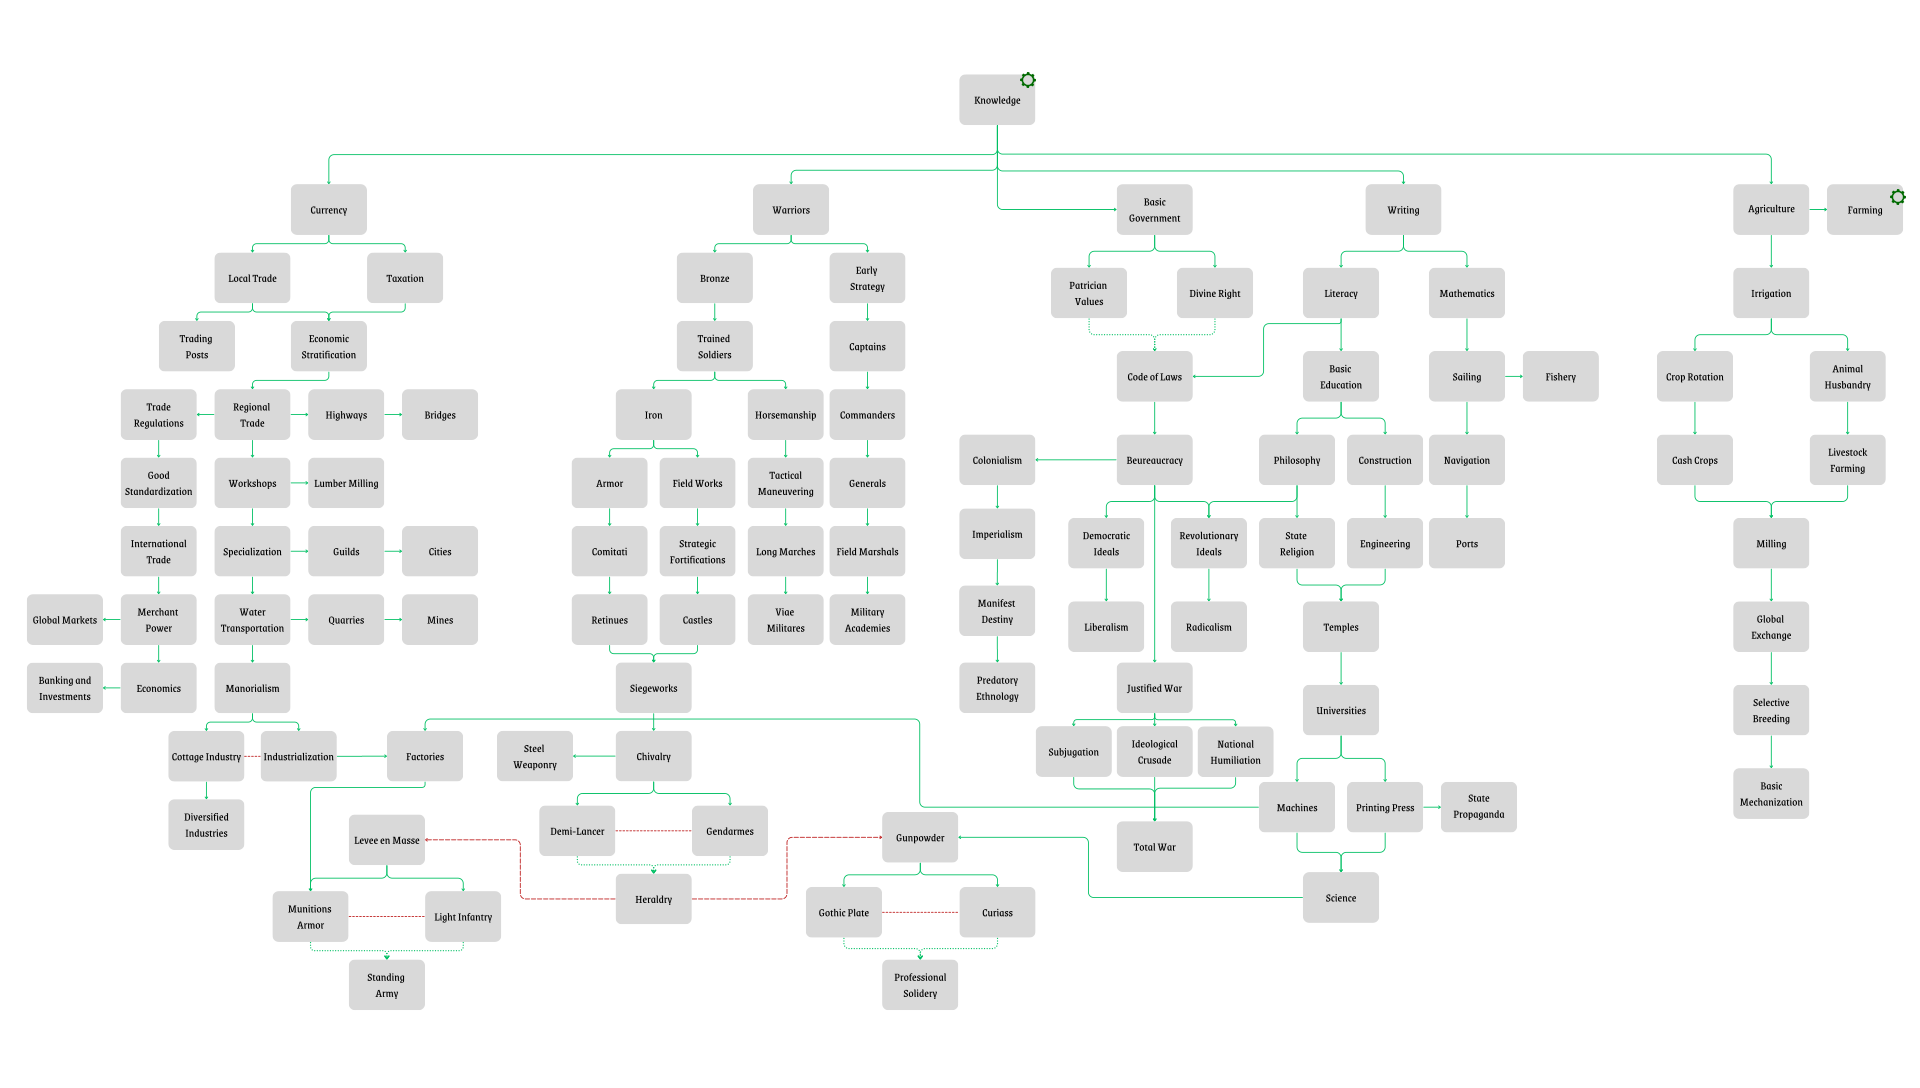 Knowledge
Currency
Warriors
Basic
Government
Writing
Agriculture
Farming
Local Trade
Taxation
Bronze
Early
Strategy
Patrician
Values
Divine Right
Literacy
Mathematics
Irrigation
Trading
Posts
Economic
Stratification
Trained
Soldiers
Captains
Code of Laws
Basic
Education
Sailing
Fishery
Crop Rotation
Animal
Husbandry
Trade
Regulations
Regional
Trade
Highways
Bridges
Iron
Horsemanship
Commanders
Colonialism
Beureaucracy
Philosophy
Construction
Navigation
Cash Crops
Livestock
Farming
Good
Standardization
Workshops
Lumber Milling
Armor
Field Works
Tactical
Maneuvering
Generals
Imperialism
Democratic
Ideals
Revolutionary
Ideals
State
Religion
Engineering
Ports
Milling
International
Trade
Specialization
Guilds
Cities
Comitati
Strategic
Fortifications
Long Marches
Field Marshals
Manifest
Destiny
Liberalism
Radicalism
Temples
Global
Exchange
Global Markets
Merchant
Power
Water
Transportation
Quarries
Mines
Retinues
Castles
Viae
Militares
Military
Academies
Predatory
Ethnology
Justified War
Universities
Selective
Breeding
Banking and
Investments
Economics
Manorialism
Siegeworks
Cottage Industry
Industrialization
Factories
Steel
Weaponry
Chivalry
Subjugation
Ideological
Crusade
National
Humiliation
Machines
Printing Press
State
Propaganda
Basic
Mechanization
Diversified
Industries
Levee en Masse
Demi-Lancer
Gendarmes
Gunpowder
Total War
Heraldry
Science
Munitions
Armor
Light Infantry
Gothic Plate
Curiass
Standing
Army
Professional
Solidery